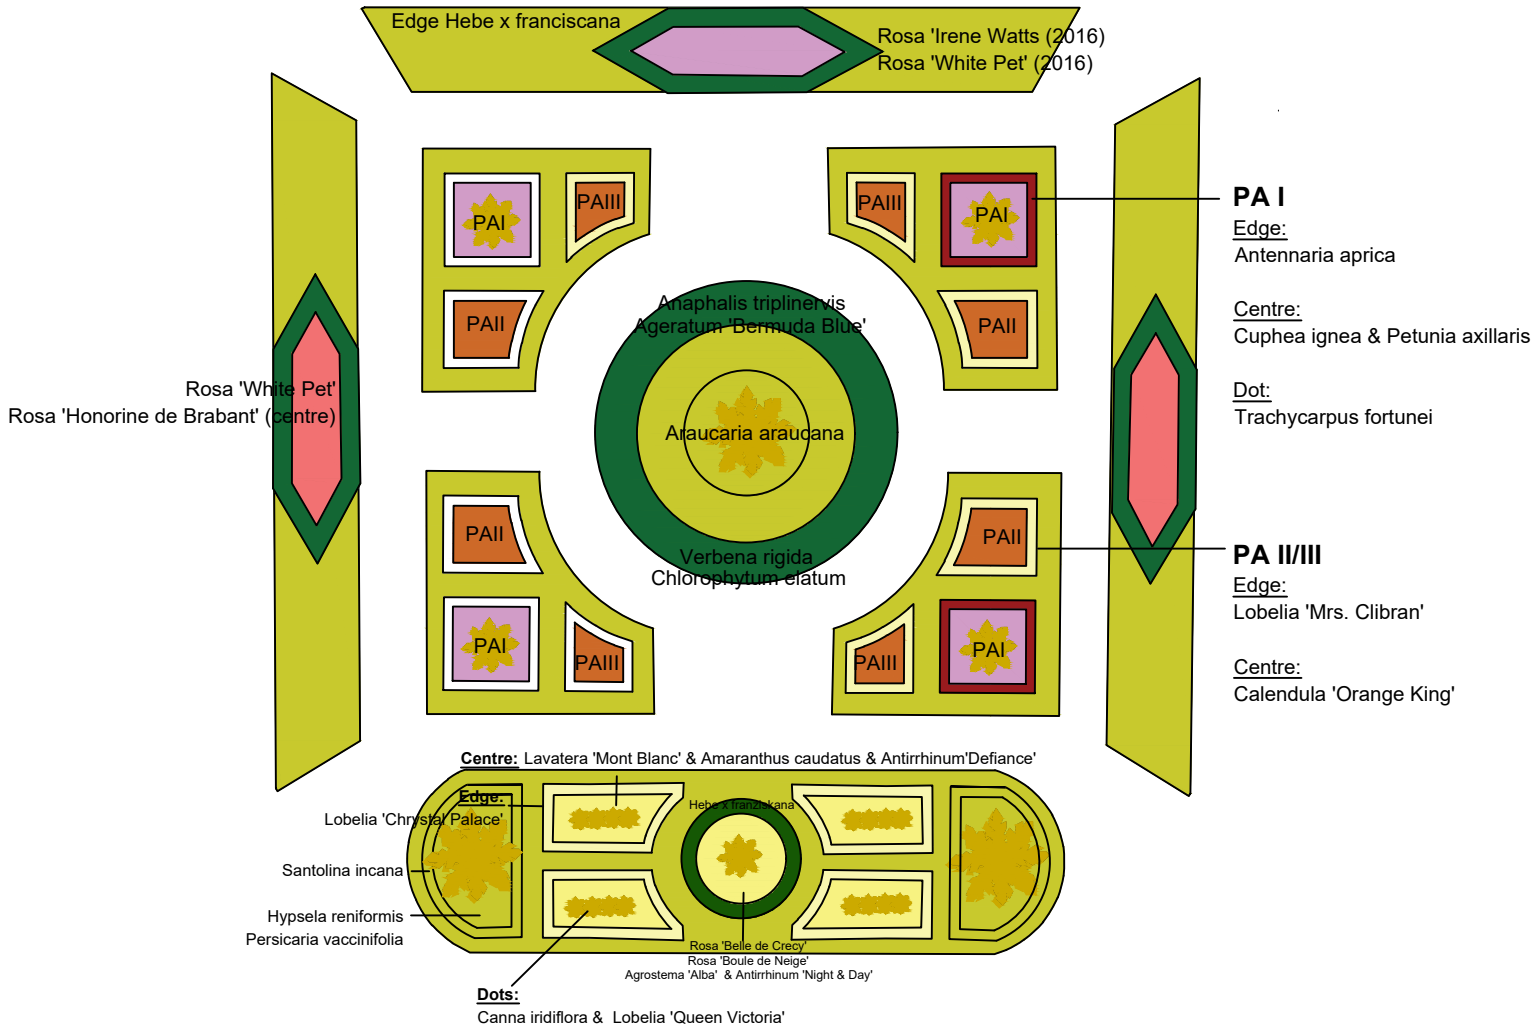 Edge Hebe x franciscana
Rosa 'Irene Watts (2016)
Rosa 'White Pet' (2016)
PAI
PAIII
PAIII
PAI
PAII
PAII
PA I
Edge:
Antennaria aprica
Centre:
Cuphea ignea & Petunia axillaris
Dot:
Trachycarpus fortunei
Anaphalis triplinervis
Ageratum 'Bermuda Blue'
Araucaria araucana
Verbena rigida
Chlorophytum elatum
Rosa 'White Pet'
Rosa 'Honorine de Brabant' (centre)
PAII
PAII
PAI
PAIII
PAIII
PAI
PA II/III
Edge:
Lobelia 'Mrs. Clibran'
Centre:
Calendula 'Orange King'
Centre: Lavatera 'Mont Blanc' & Amaranthus caudatus & Antirrhinum'Defiance'
Edge:
Lobelia 'Chrystal Palace'
Hebe x franziskana
Santolina incana
Hypsela reniformis
Persicaria vaccinifolia
Rosa 'Belle de Crecy'
Rosa 'Boule de Neige'
Agrostema 'Alba' & Antirrhinum 'Night & Day'
Dots:
Canna iridiflora & Lobelia 'Queen Victoria'